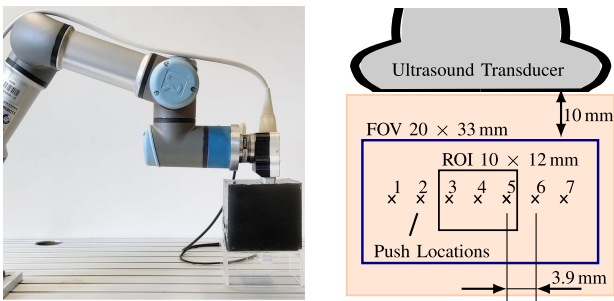 Ultrasound Transducer
10 mm
FOV 20 × 33 mm
ROI 10 × 12 mm
1 2 3 4 5 6 7
Push Locations
3.9 mm